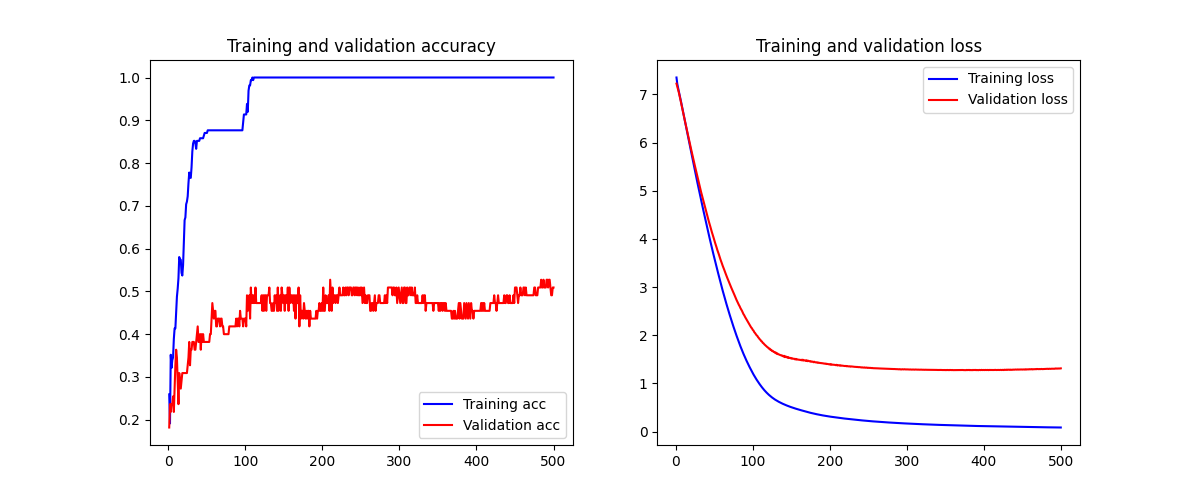 Training and validation accuracy
1.0
0.9
0.8
0.7
0.6
0.5
0.4
0.3
0.2
0 100 200 300 400 500
Training acc
Validation acc
Training and validation loss
7
6
5
4
3
2
1
0
0 100 200 300 400 500
Training loss
Validation loss